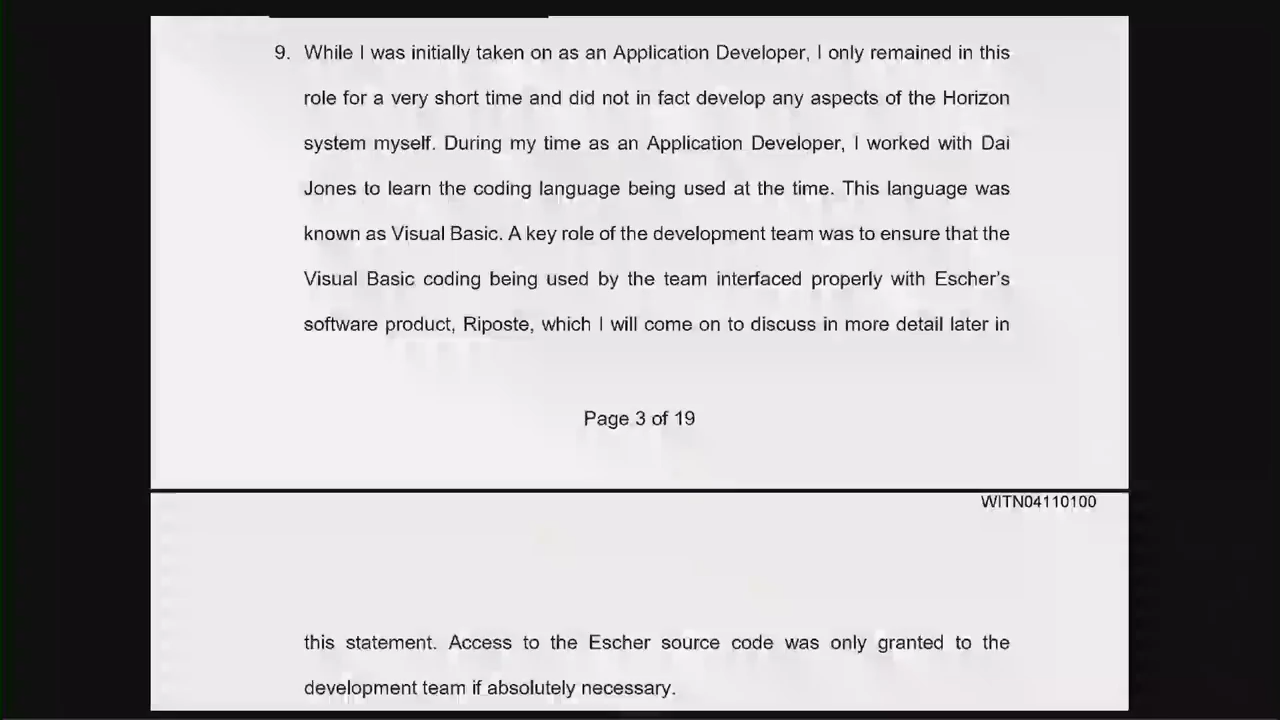 9. While I was initially taken on as an Application Developer, I only remained in this
role for a very short time and did not in fact develop any aspects of the Horizon
system myself. During my time as an Application Developer, I worked with Dai
Jones to learn the coding language being used at the time. This language was
known as Visual Basic. A key role of the development team was to ensure that the
Visual Basic coding being used by the team interfaced properly with Escher's
software product, Riposte, which I will come on to discuss in more detail later in
Page 3 of 19
WITN04110100
this statement. Access to the Escher source code was only granted to the
development team if absolutely necessary.